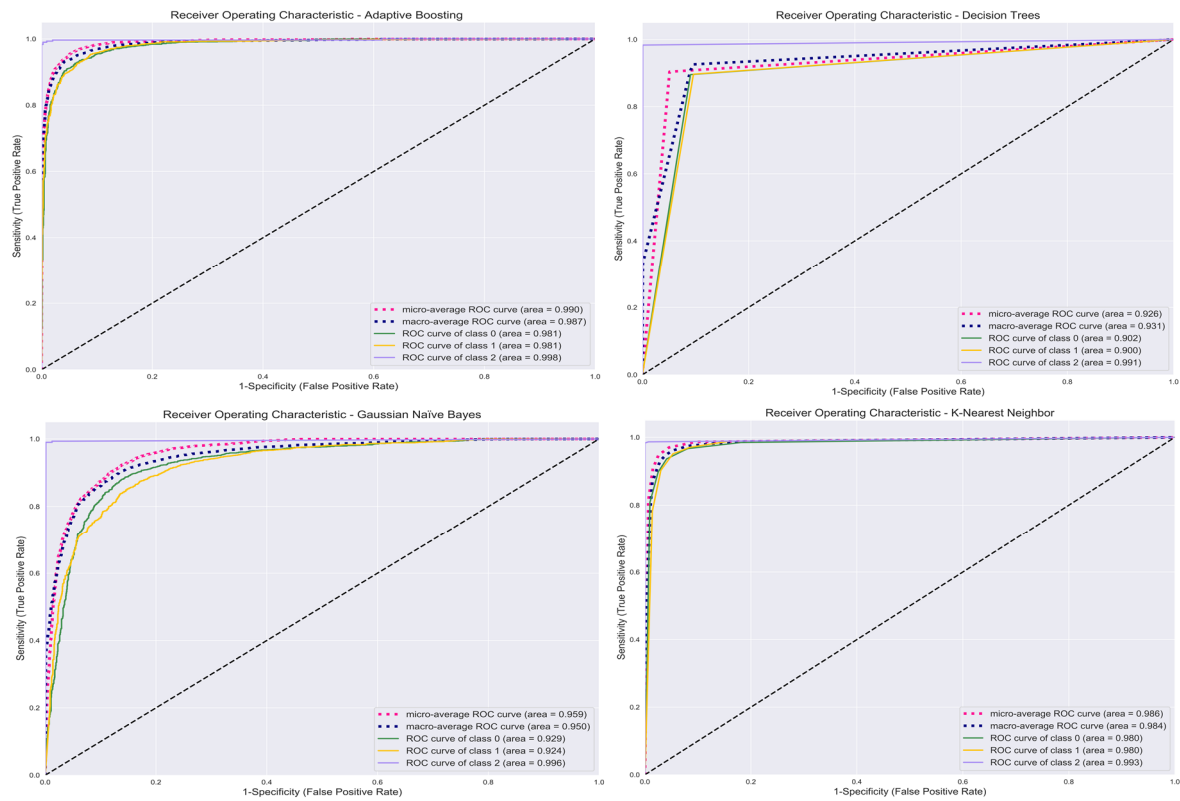 Receiver Operating Characteristic - Adaptive Boosting
Sensitivity (True Positive Rate)
1.0
0.8
0.6
0.4
0.2
0.0
micro-average ROC curve (area = 0.990)
macro-average ROC curve (area = 0.987)
ROC curve of class 0 (area = 0.981)
ROC curve of class 1 (area = 0.981)
ROC curve of class 2 (area = 0.998)
0.0 0.2 0.4 0.6 0.8 1.0
1-Specificity (False Positive Rate)
Receiver Operating Characteristic - Decision Trees
Sensitivity (True Positive Rate)
1.0
0.8
0.6
0.4
0.2
0.0
micro-average ROC curve (area = 0.926)
macro-average ROC curve (area = 0.931)
ROC curve of class 0 (area = 0.902)
ROC curve of class 1 (area = 0.900)
ROC curve of class 2 (area = 0.991)
0.0 0.2 0.4 0.6 0.8 1.0
1-Specificity (False Positive Rate)
Receiver Operating Characteristic - Gaussian Naïve Bayes
Sensitivity (True Positive Rate)
1.0
0.8
0.6
0.4
0.2
0.0
micro-average ROC curve (area = 0.959)
macro-average ROC curve (area = 0.950)
ROC curve of class 0 (area = 0.929)
ROC curve of class 1 (area = 0.924)
ROC curve of class 2 (area = 0.996)
0.0 0.2 0.4 0.6 0.8 1.0
1-Specificity (False Positive Rate)
Receiver Operating Characteristic - K-Nearest Neighbor
Sensitivity (True Positive Rate)
1.0
0.8
0.6
0.4
0.2
0.0
micro-average ROC curve (area = 0.986)
macro-average ROC curve (area = 0.984)
ROC curve of class 0 (area = 0.980)
ROC curve of class 1 (area = 0.980)
ROC curve of class 2 (area = 0.993)
0.0 0.2 0.4 0.6 0.8 1.0
1-Specificity (False Positive Rate)